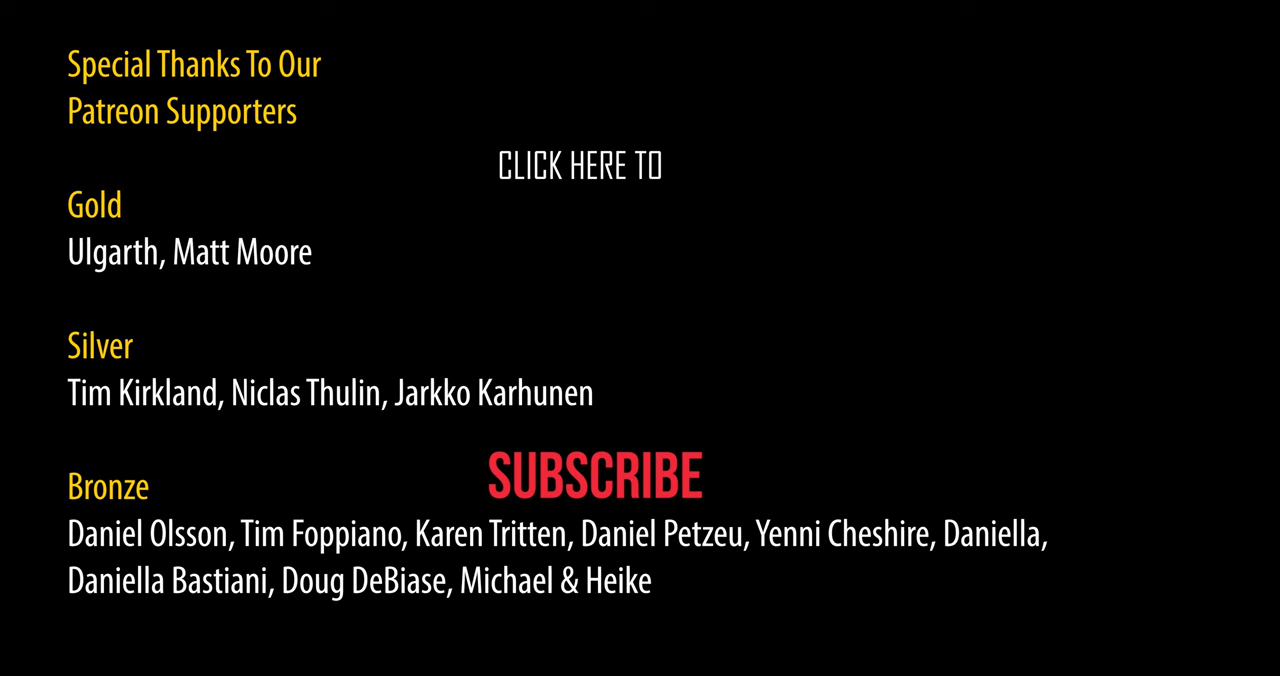 Special Thanks To Our
Patreon Supporters
CLICK HERE TO
Gold
Ulgarth, Matt Moore
Silver
Tim Kirkland, Niclas Thulin, Jarkko Karhunen
SUBSCRIBE
Bronze
Daniel Olsson, Tim Foppiano, Karen Tritten, Daniel Petzeu, Yenni Cheshire, Daniella,
Daniella Bastiani, Doug DeBiase, Michael & Heike